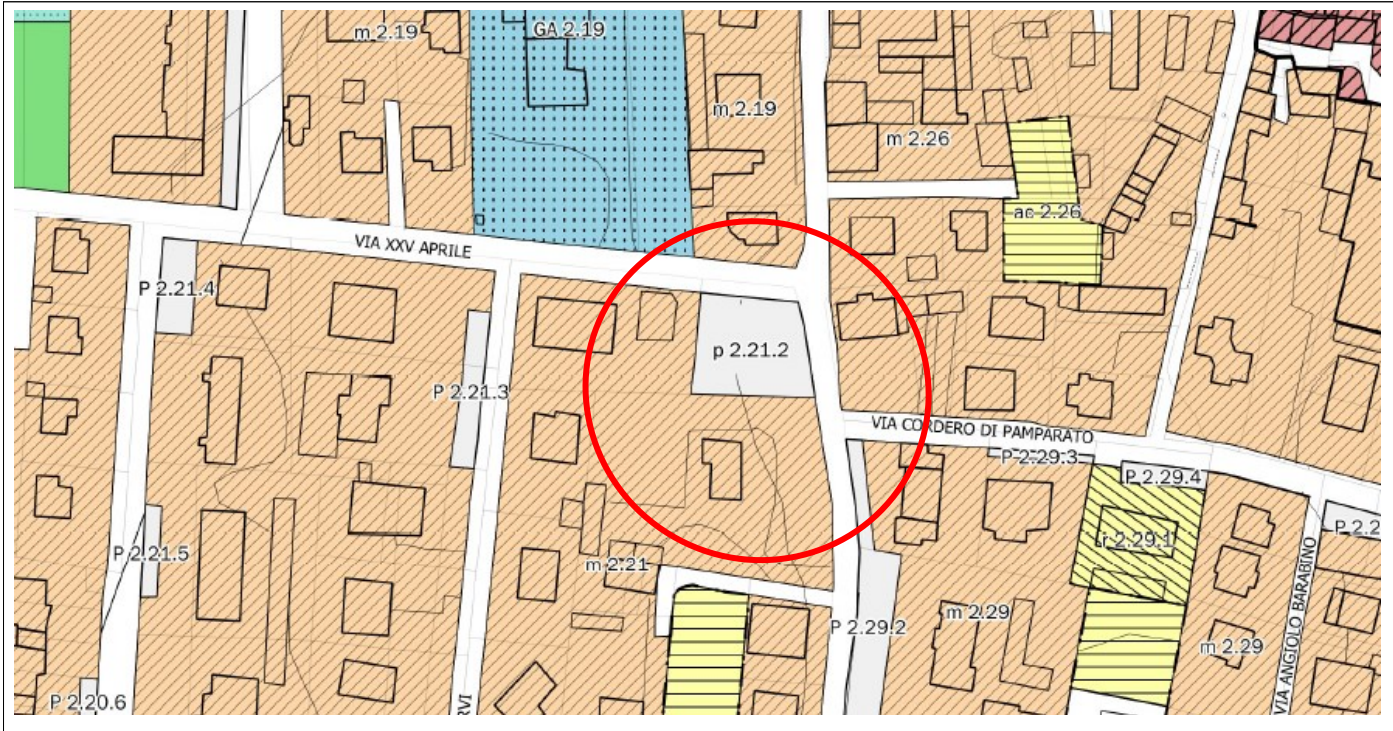 m 2.19
GA 2.19
m 2.19
m 2.26
ac 2.26
VIA XXV APRILE
P 2.21.4
p 2.21.2
P 2.21.3
VIA CORDERO DI PAMPARATO
P 2.29.3
P 2.29.4
P 2.2
r 2.29.1
P 2.21.5
m 2.21
VIA ANGIOLO BARABINO
m 2.29
P 2.29.2
m 2.29
P 2.20.6
RVI